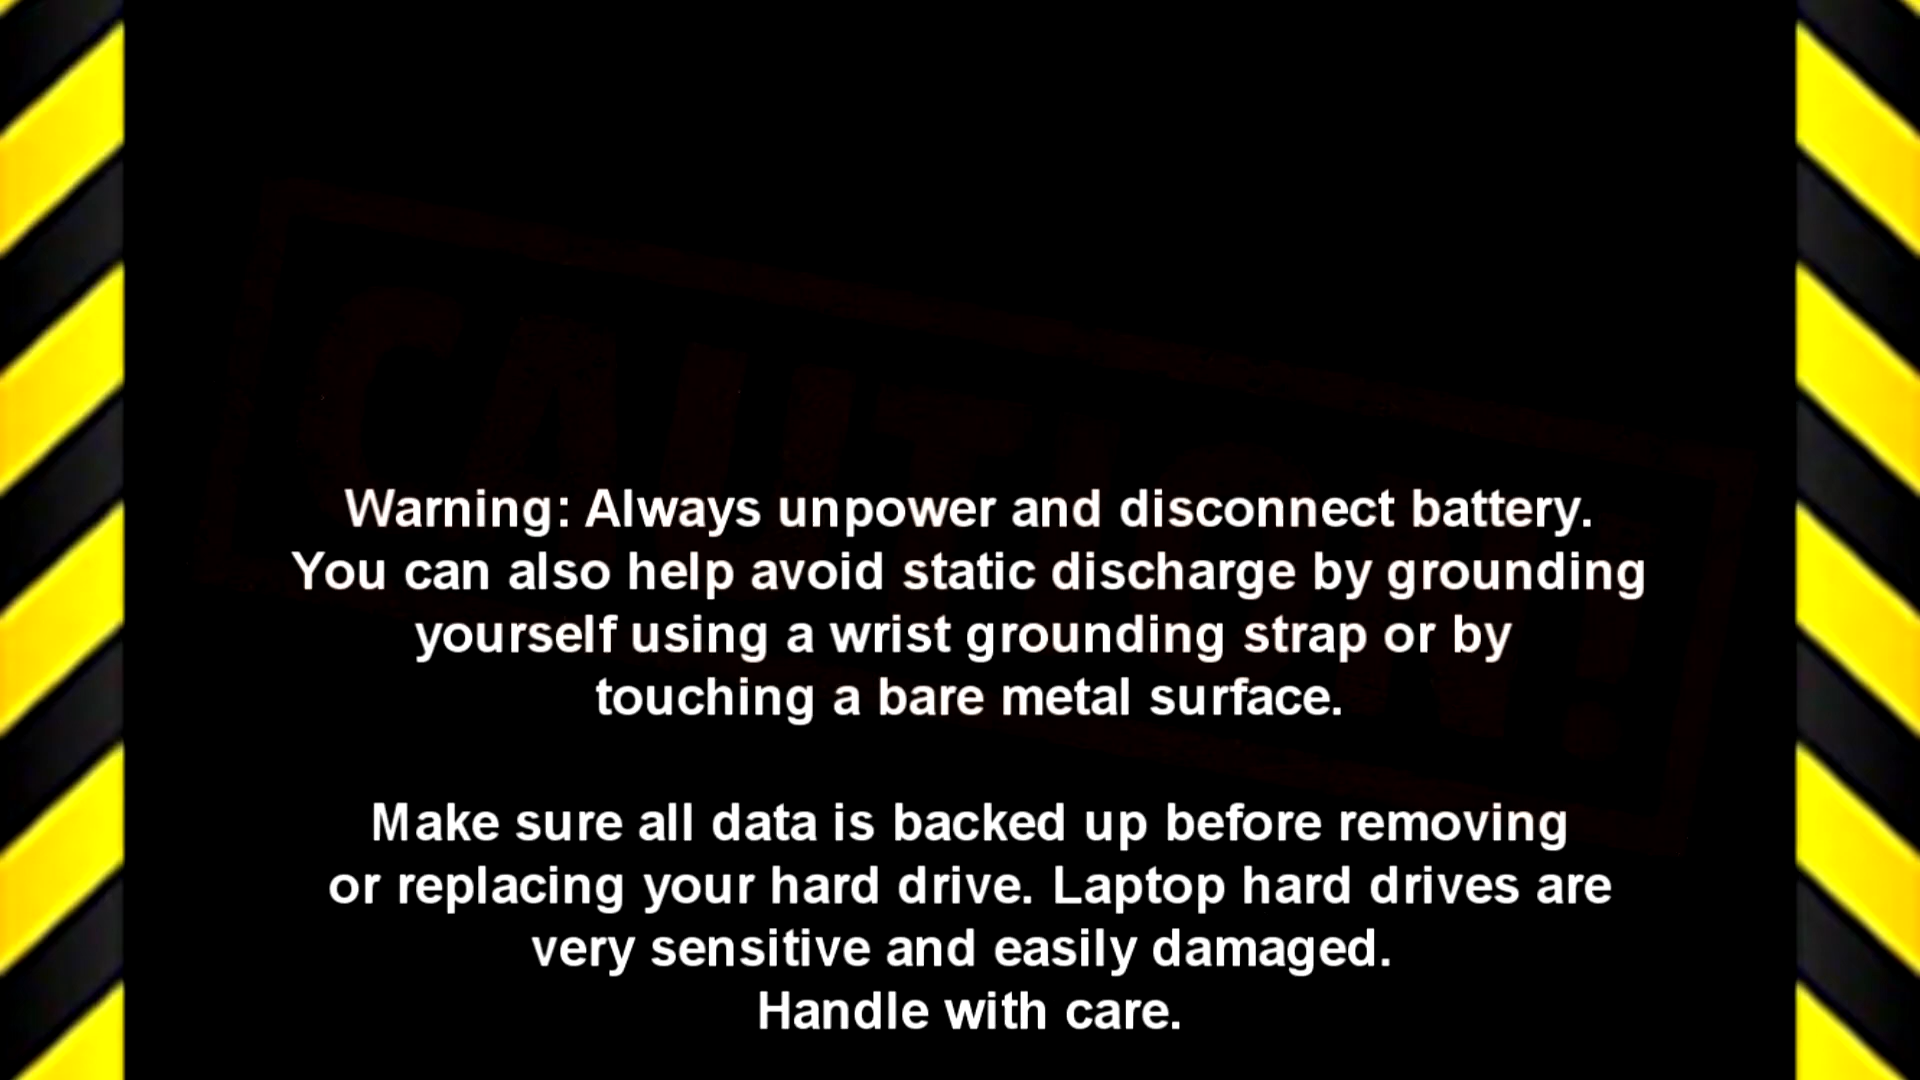 CAUTION!
Warning: Always unpower and disconnect battery.
You can also help avoid static discharge by grounding
yourself using a wrist grounding strap or by
touching a bare metal surface.
Make sure all data is backed up before removing
or replacing your hard drive. Laptop hard drives are
very sensitive and easily damaged.
Handle with care.